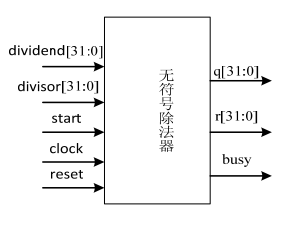 dividend[31:0]
divisor[31:0]
start
clock
reset
无符号除法器
q[31:0]
r[31:0]
busy